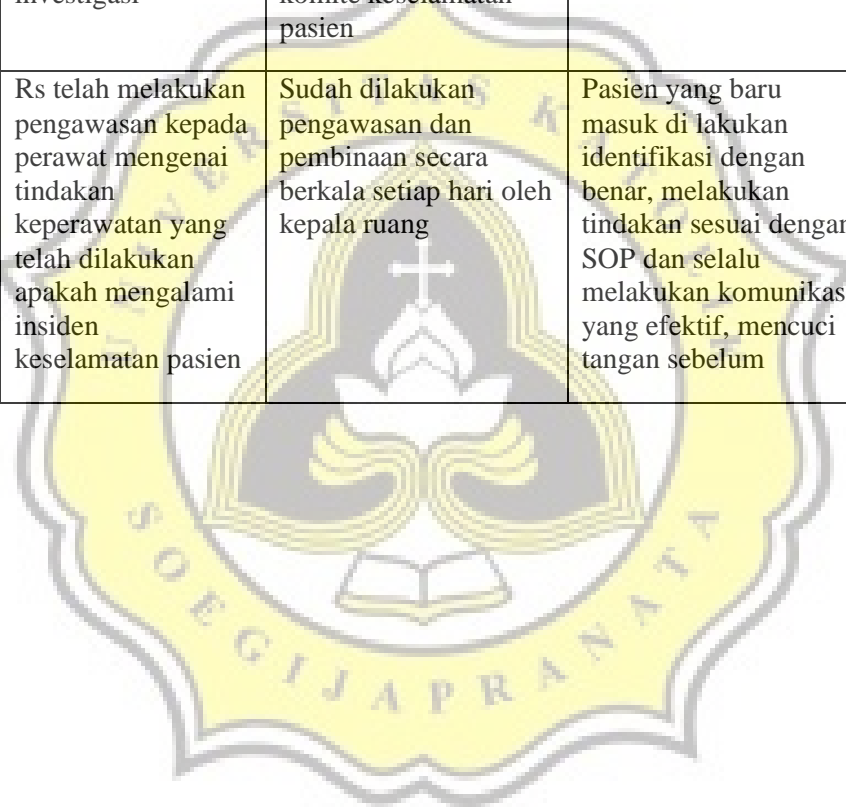 investigasi
komite keselamatan
pasien
Rs telah melakukan
pengawasan kepada
perawat mengenai
tindakan
keperawatan yang
telah dilakukan
apakah mengalami
insiden
keselamatan pasien
Sudah dilakukan
pengawasan dan
pembinaan secara
berkala setiap hari oleh
kepala ruang
Pasien yang baru
masuk di lakukan
identifikasi dengan
benar, melakukan
tindakan sesuai dengan
SOP dan selalu
melakukan komunikas
yang efektif, mencuci
tangan sebelum
UNIVERSITAS
SOEGIJAPRANATA